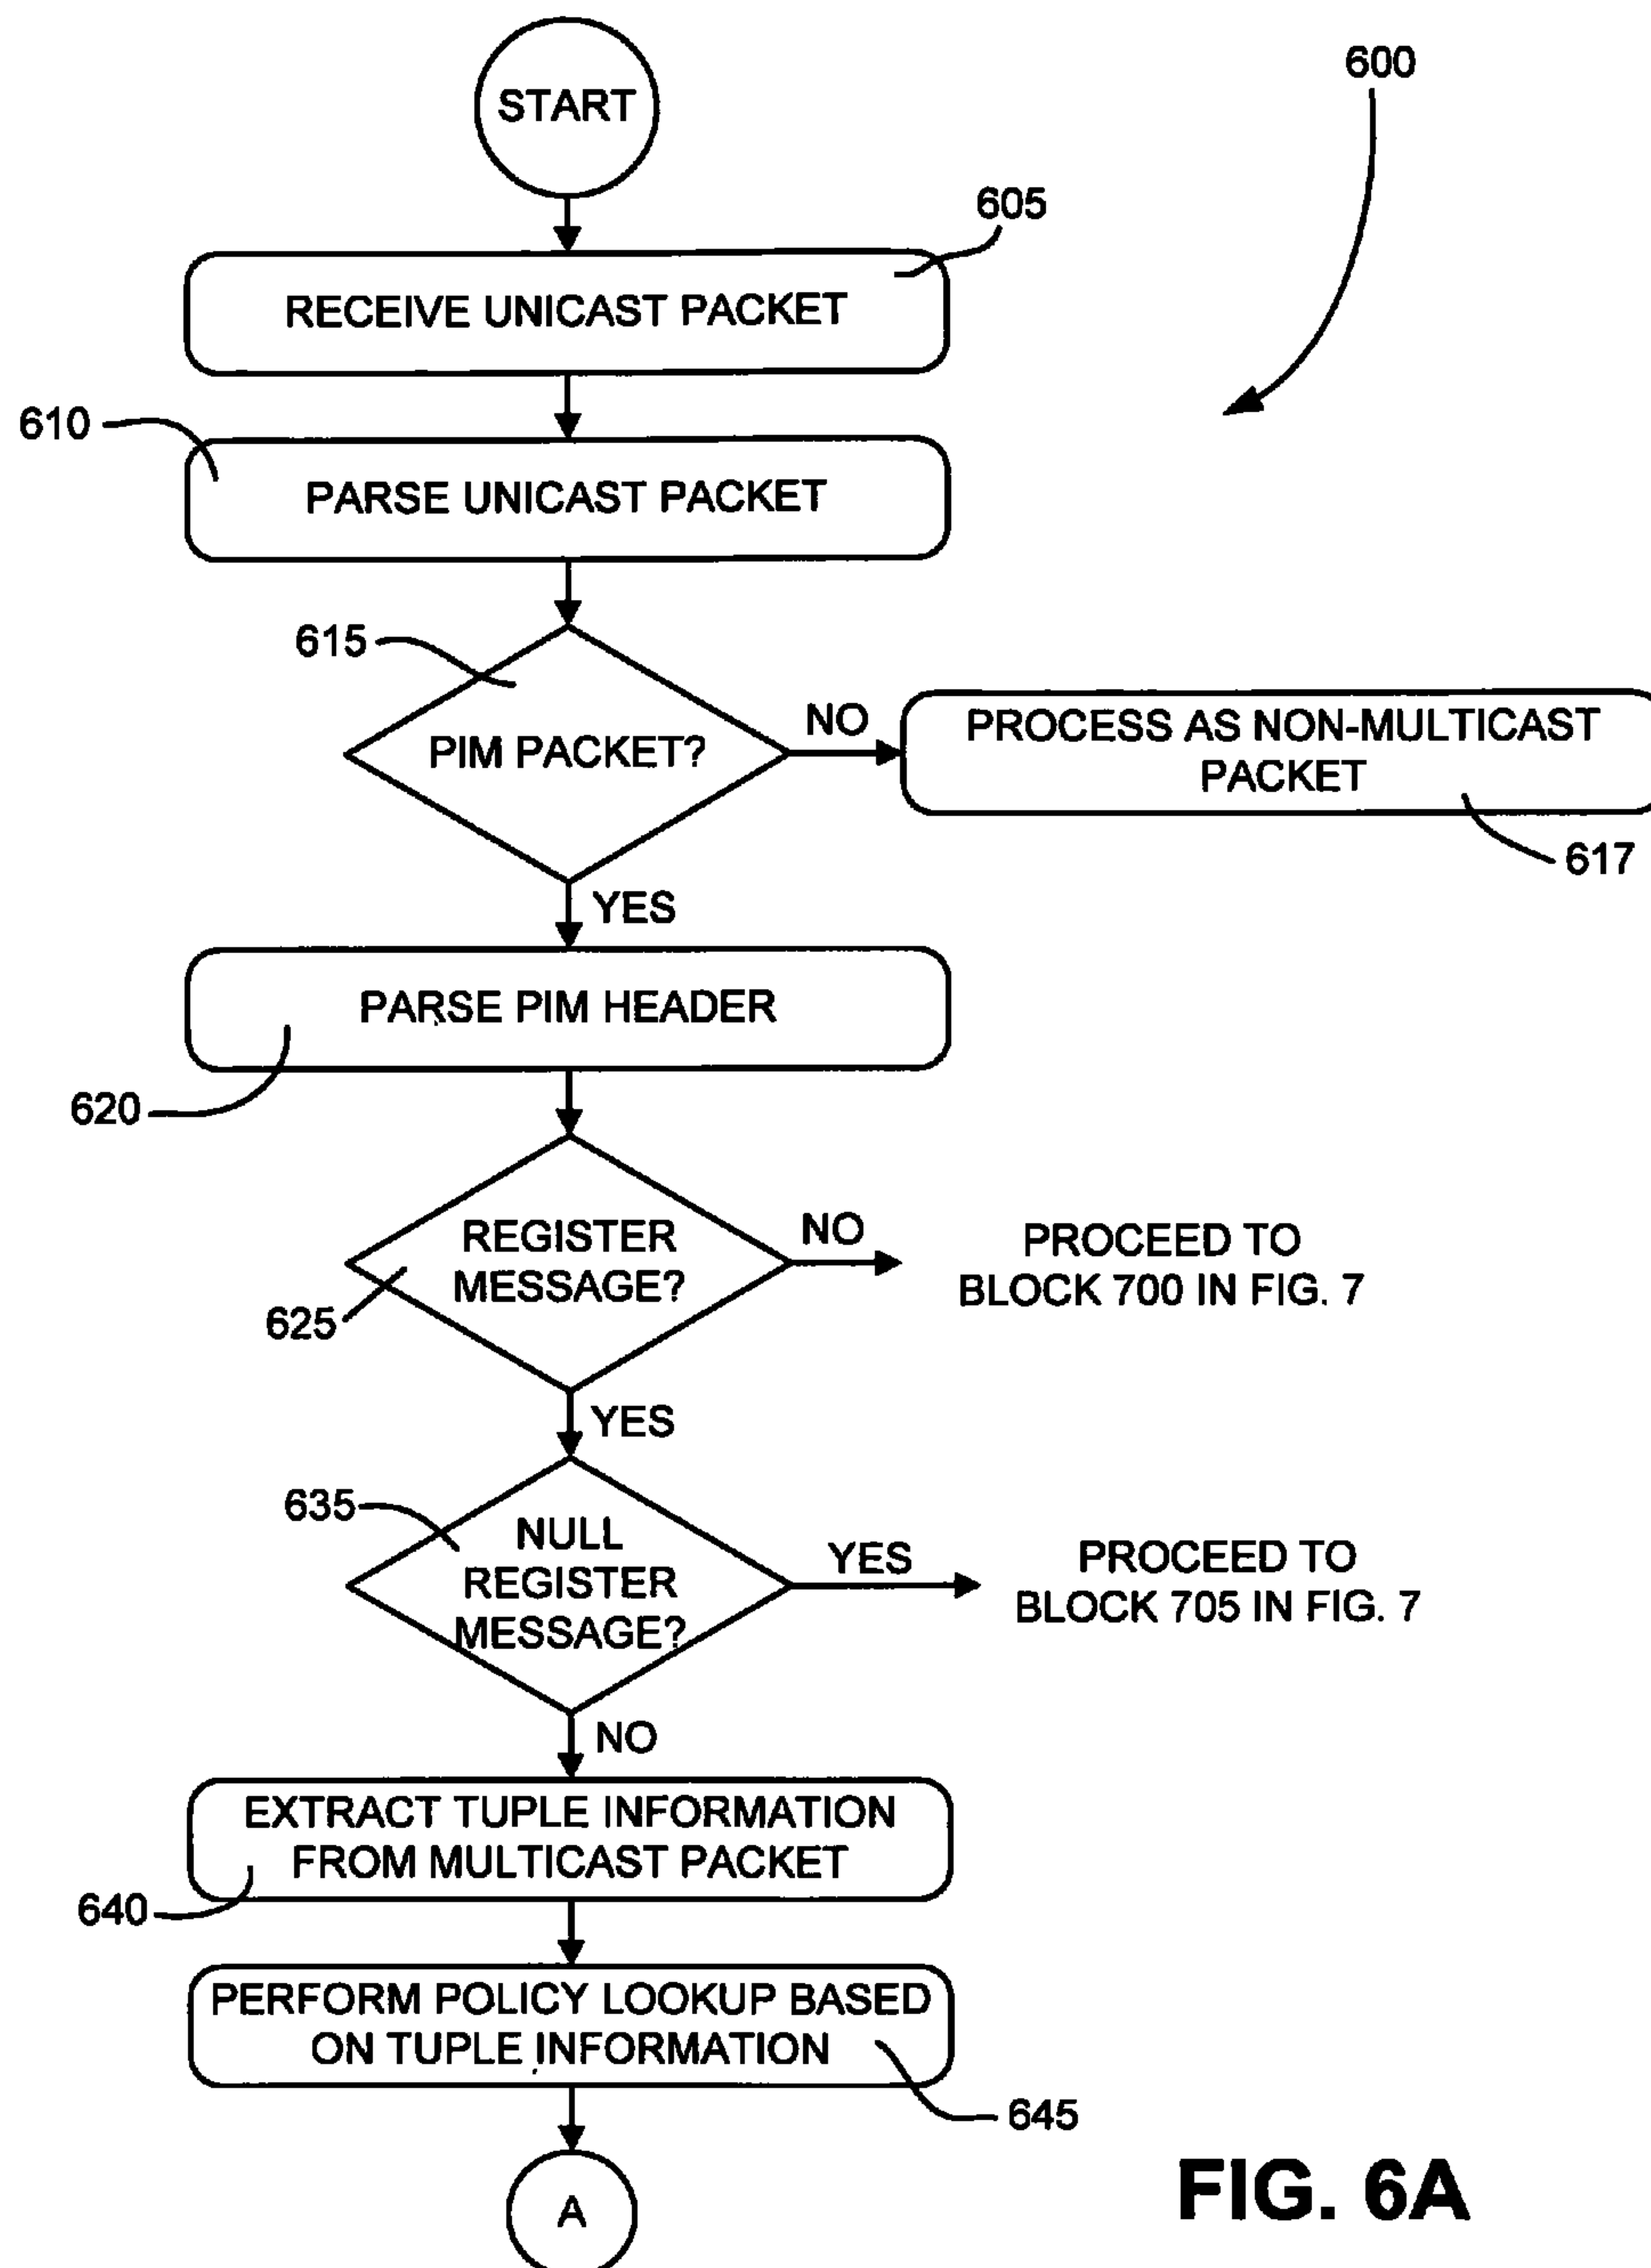 START
600
605
RECEIVE UNICAST PACKET
610
PARSE UNICAST PACKET
615
PIM PACKET?
NO
PROCESS AS NON-MULTICAST
PACKET
617
YES
PARSE PIM HEADER
620
REGISTER
MESSAGE?
NO
PROCEED TO
BLOCK 700 IN FIG. 7
625
YES
635
NULL
REGISTER
MESSAGE?
YES
PROCEED TO
BLOCK 705 IN FIG. 7
NO
EXTRACT TUPLE INFORMATION
FROM MULTICAST PACKET
640
PERFORM POLICY LOOKUP BASED
ON TUPLE INFORMATION
645
A
FIG. 6A